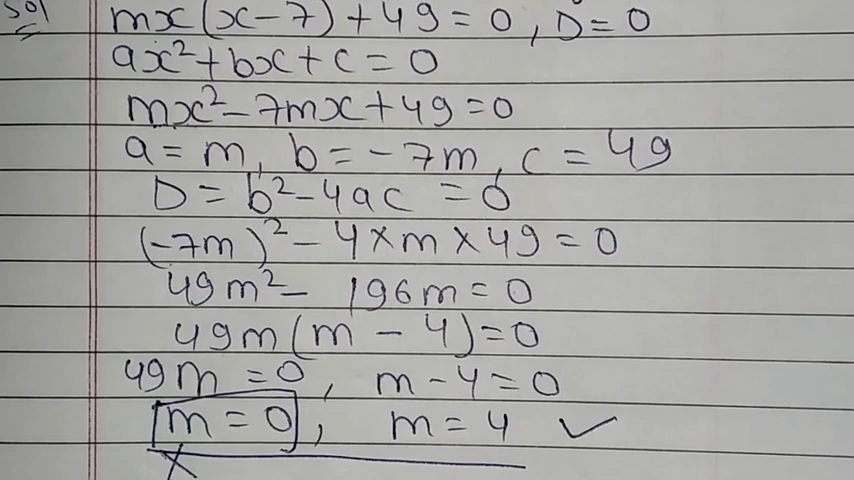 Sol mx(x-7)+49=0, D=0
ax²+bx+c=0
mx²-7mx+49=0
a=m, b=-7m, c=49
D=b²-4ac=0
(-7m)²-4×m×49=0
49m²-196m=0
49m(m-4)=0
49m=0, m-4=0
m=0, m=4 ✓
×